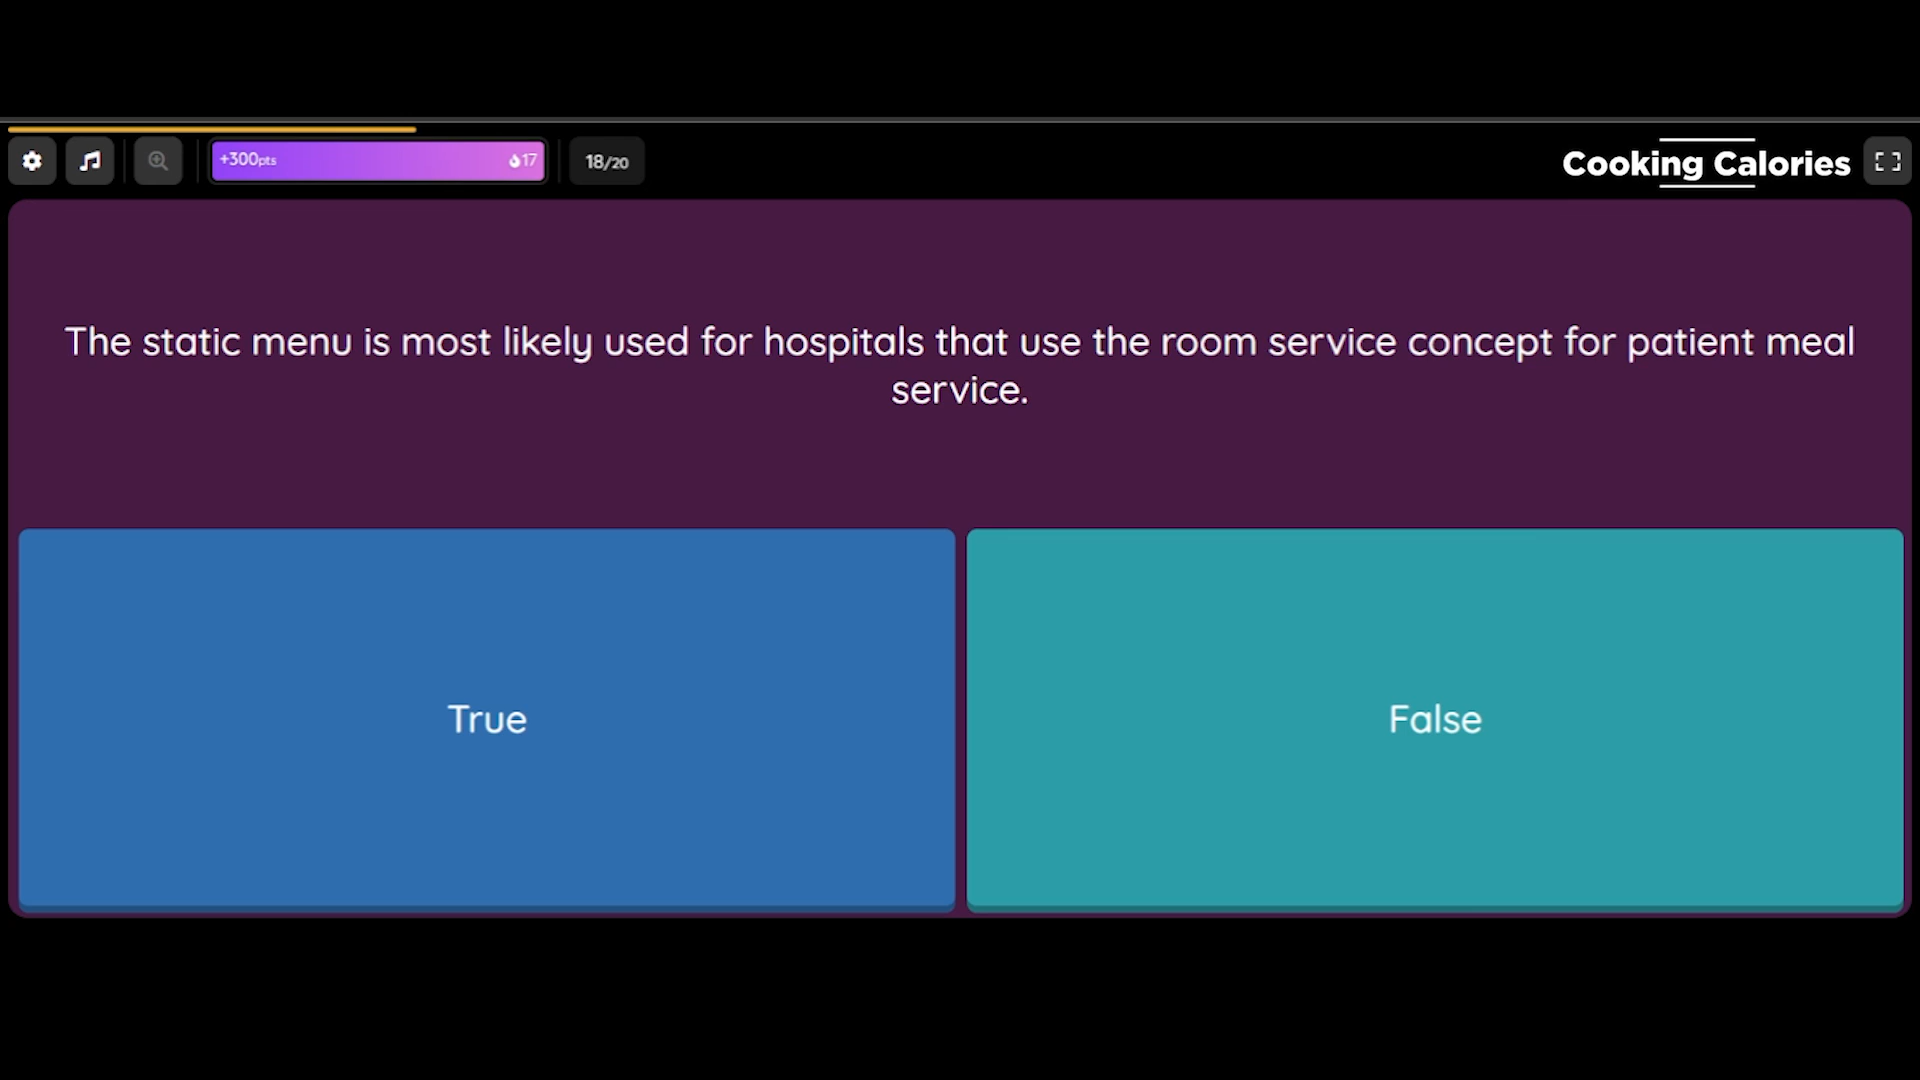 +300pts
17
18/20
Cooking Calories
The static menu is most likely used for hospitals that use the room service concept for patient meal
service.
True
False